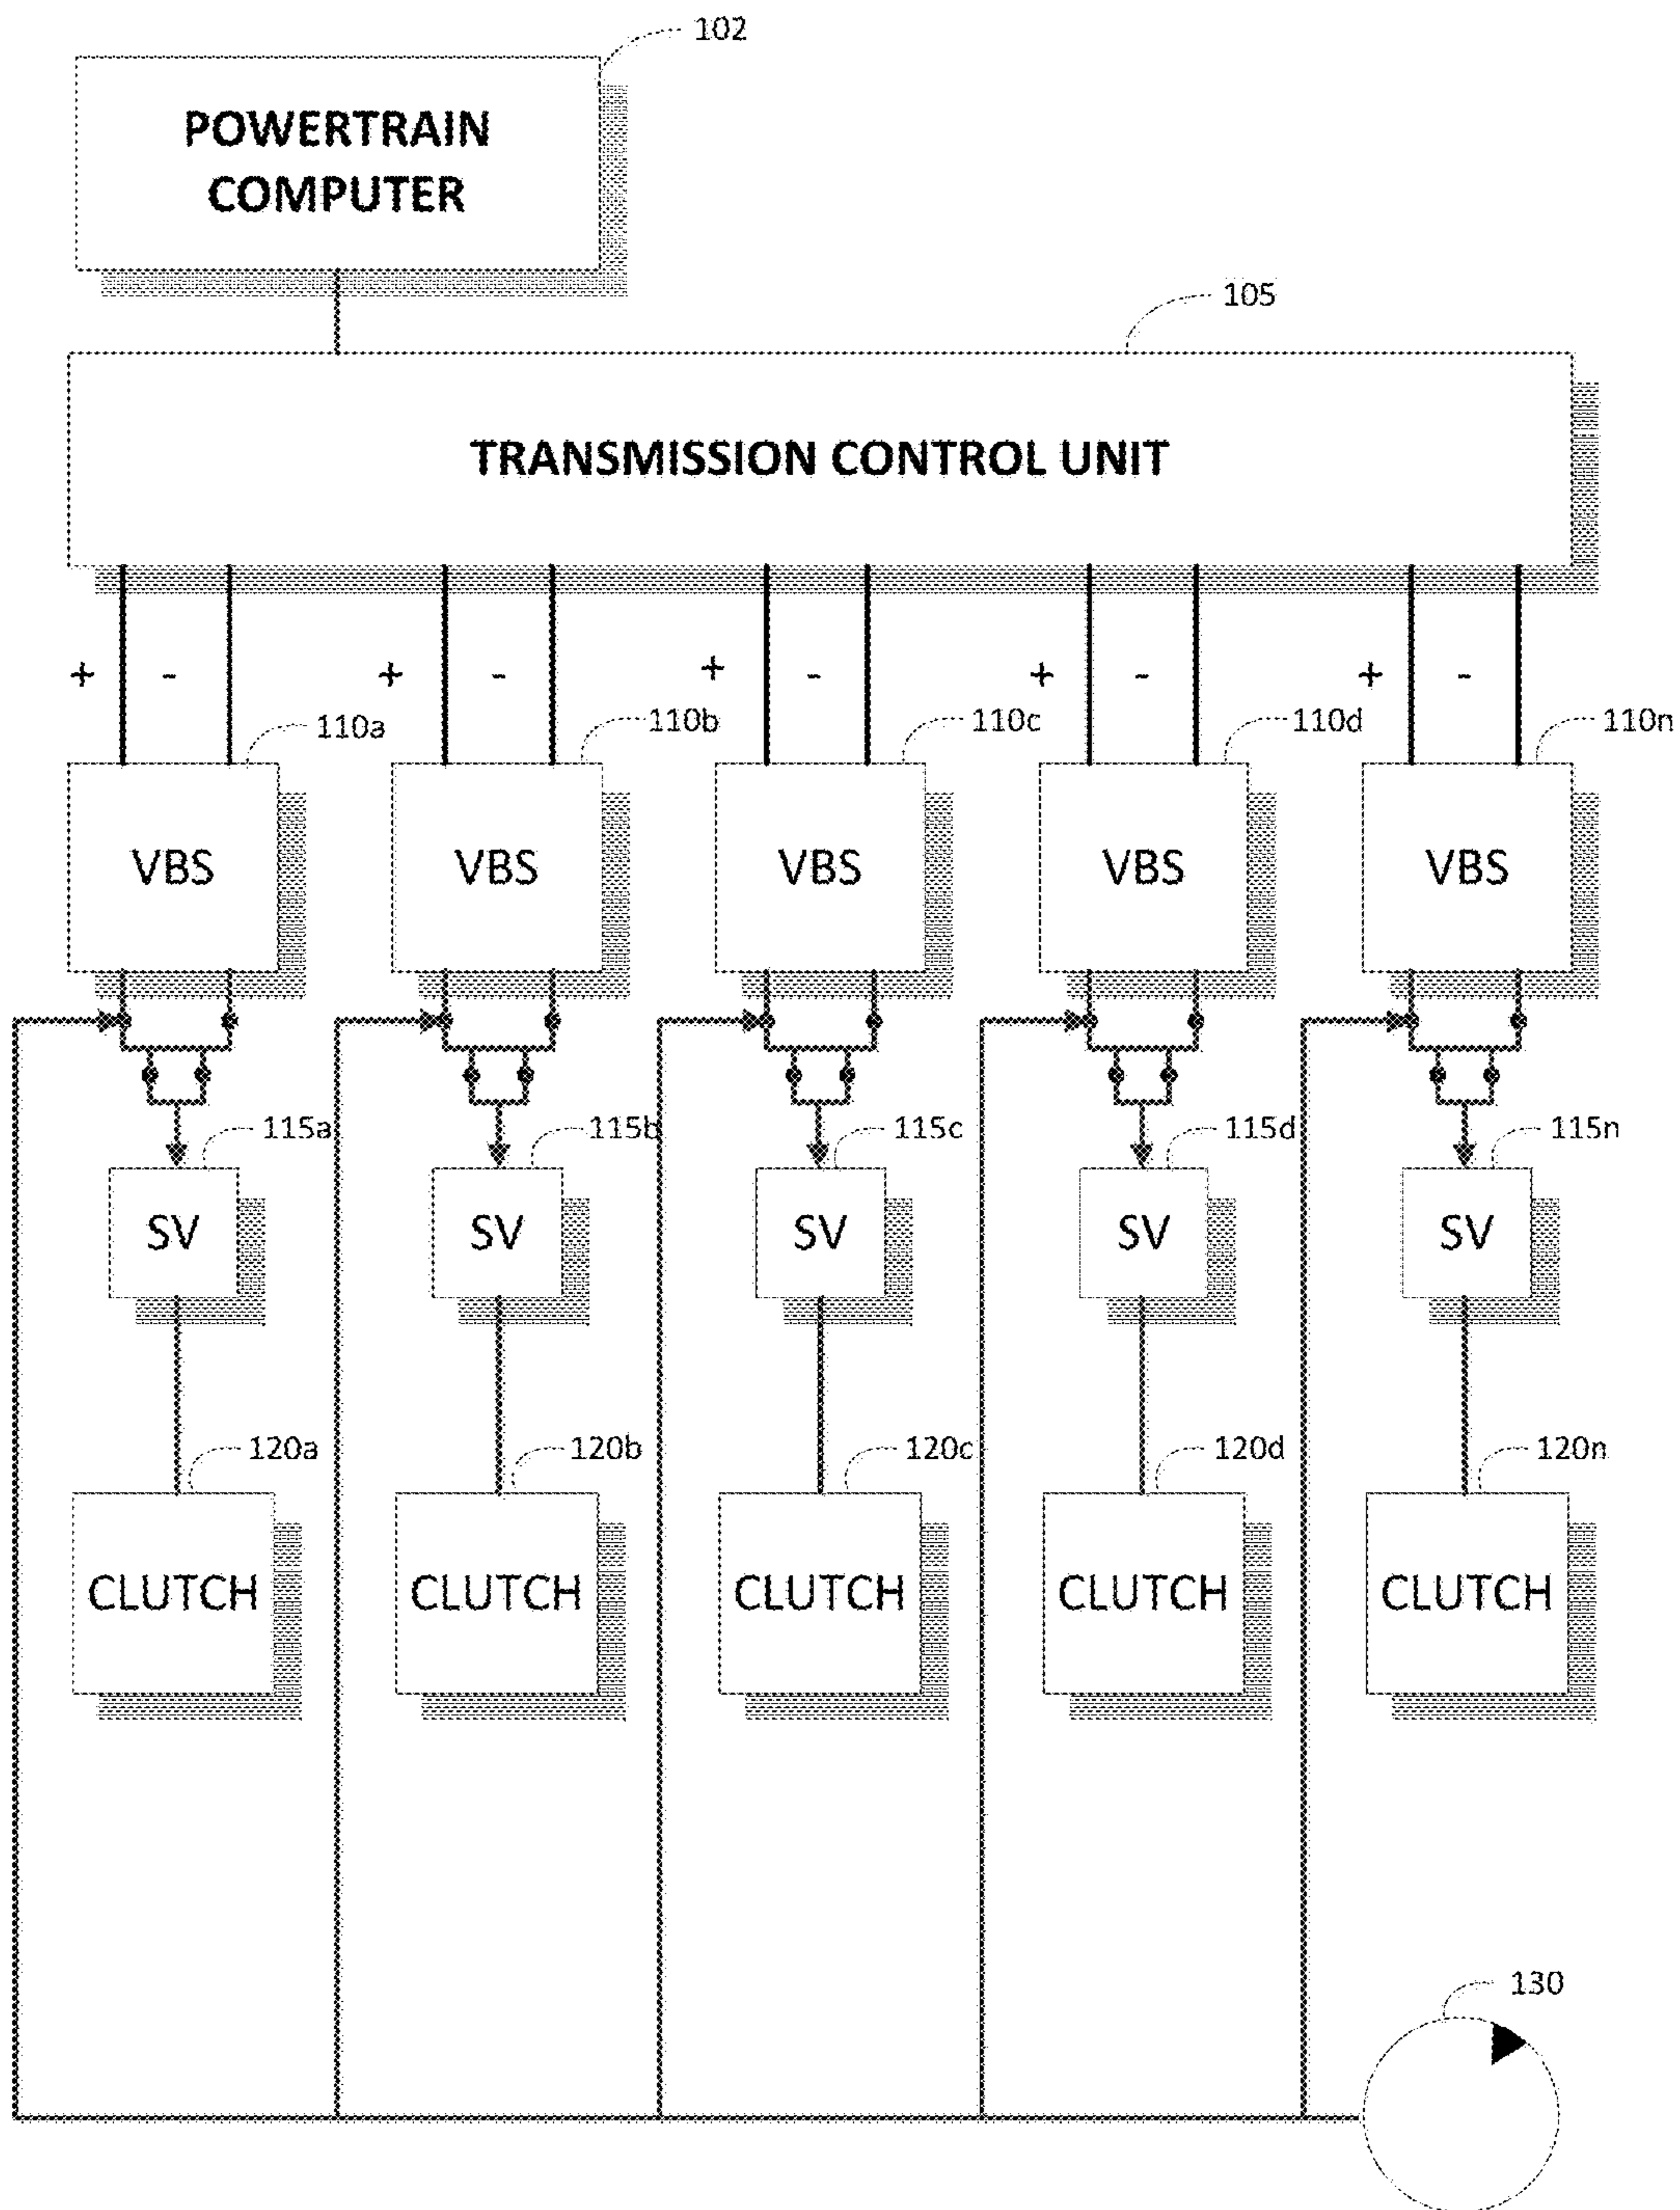 102
POWERTRAIN
COMPUTER
105
TRANSMISSION CONTROL UNIT
+ - + - + - + - + -
110a 110b 110c 110d 110n
VBS VBS VBS VBS VBS
115a 115b 115c 115d 115n
SV SV SV SV SV
120a 120b 120c 120d 120n
CLUTCH CLUTCH CLUTCH CLUTCH CLUTCH
130